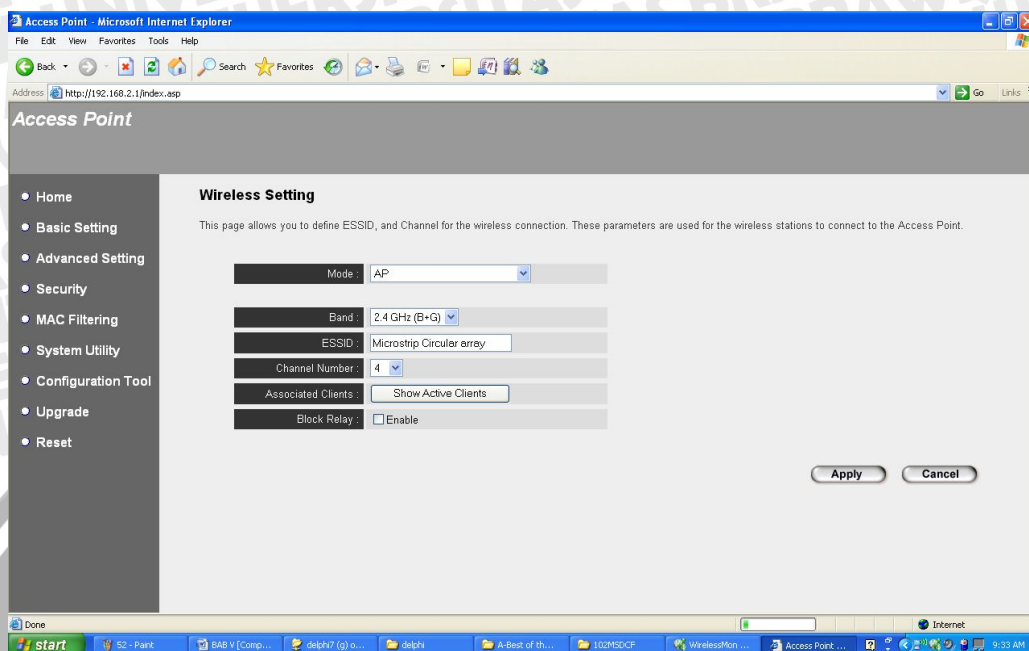 Access Point - Microsoft Internet Explorer
File Edit View Favorites Tools Help
Back Search Favorites
Address http://192.168.2.1/index.asp Go Links
Access Point
Home
Basic Setting
Advanced Setting
Security
MAC Filtering
System Utility
Configuration Tool
Upgrade
Reset
Wireless Setting
This page allows you to define ESSID, and Channel for the wireless connection. These parameters are used for the wireless stations to connect to the Access Point.
Mode : AP
Band : 2.4 GHz (B+G)
ESSID : Microstrip Circular array
Channel Number : 4
Associated Clients : Show Active Clients
Block Relay : Enable
Apply Cancel
Done Internet
start 52 - Paint BAB V [Comp... delphi7 (g) o... delphi A-Best of th... 102MSDCF WirelessMon ... Access Point ... 9:33 AM